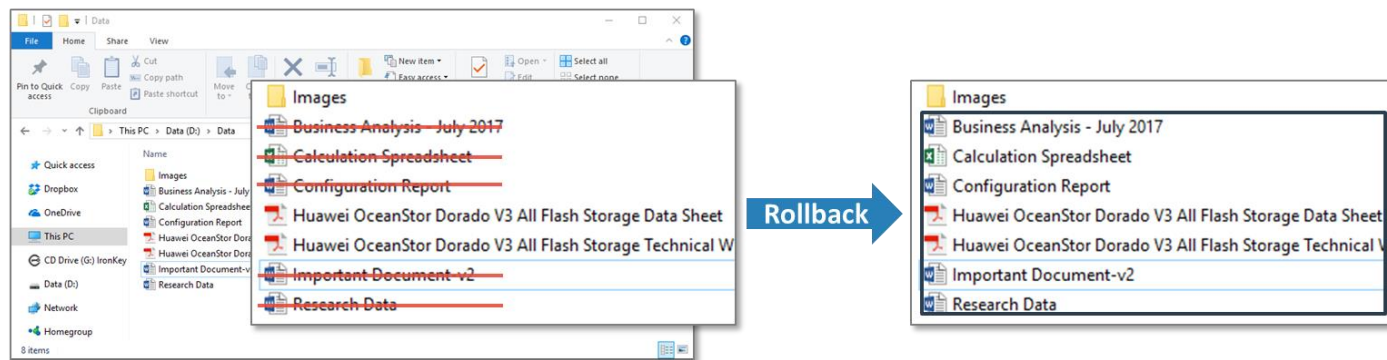 Data
File Home Share View
Pin to Quick access
Copy
Paste
Cut
Copy path
Paste shortcut
Clipboard
Move to
New item
Easy access
Open
Edit
Select all
Select none
This PC > Data (D:) > Data
Quick access
Dropbox
OneDrive
This PC
CD Drive (G:) IronKey
Data (D:)
Network
Homegroup
8 items
Name
Images
Business Analysis - July
Calculation Spreadshee
Configuration Report
Huawei OceanStor Dora
Huawei OceanStor Dora
Important Document-v
Research Data
Images
Business Analysis - July 2017
Calculation Spreadsheet
Configuration Report
Huawei OceanStor Dorado V3 All Flash Storage Data Sheet
Huawei OceanStor Dorado V3 All Flash Storage Technical W
Important Document-v2
Research Data
Rollback
Images
Business Analysis - July 2017
Calculation Spreadsheet
Configuration Report
Huawei OceanStor Dorado V3 All Flash Storage Data Sheet
Huawei OceanStor Dorado V3 All Flash Storage Technical
Important Document-v2
Research Data